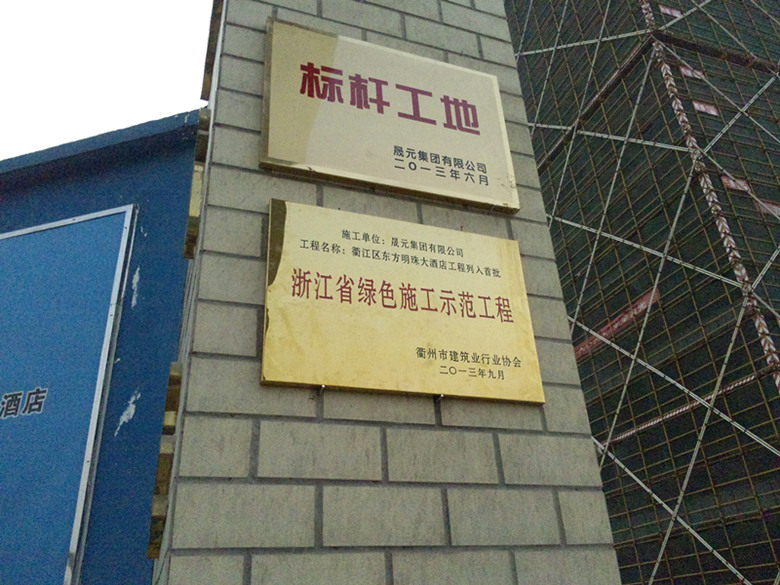 标杆工地
晟元集团有限公司
二〇一三年六月
施工单位：晟元集团有限公司
工程名称：衢江区东方明珠大酒店工程列入首批
浙江省绿色施工示范工程
衢州市建筑业行业协会
二〇一三年九月
酒店